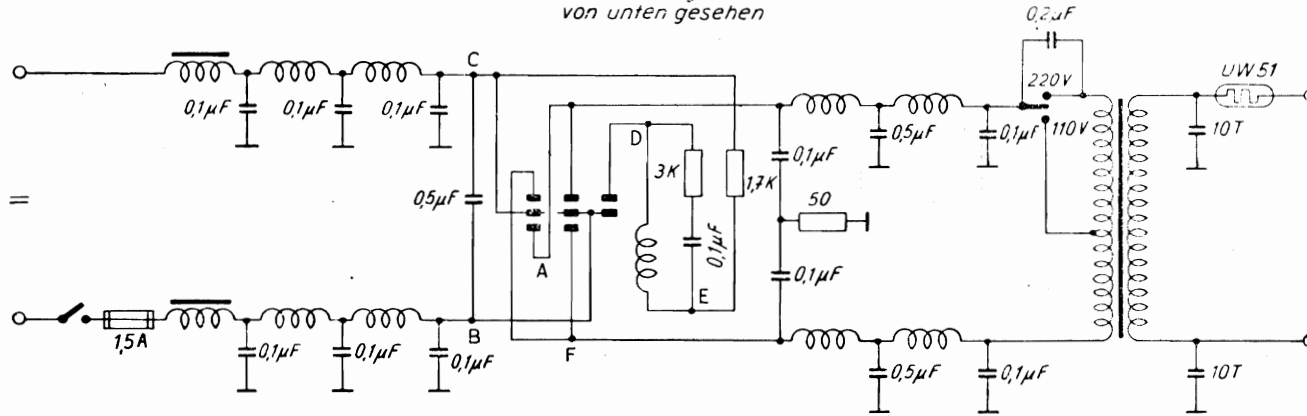 von unten gesehen
0,2µF
C
220V
UW51
0,1µF
0,1µF
0,1µF
0,5µF
0,1µF
110V
10T
D
0,1µF
3K
1,7K
=
0,5µF
50
A
0,1µF
0,1µF
E
B
F
1,5A
0,1µF
0,1µF
0,1µF
0,5µF
0,1µF
10T